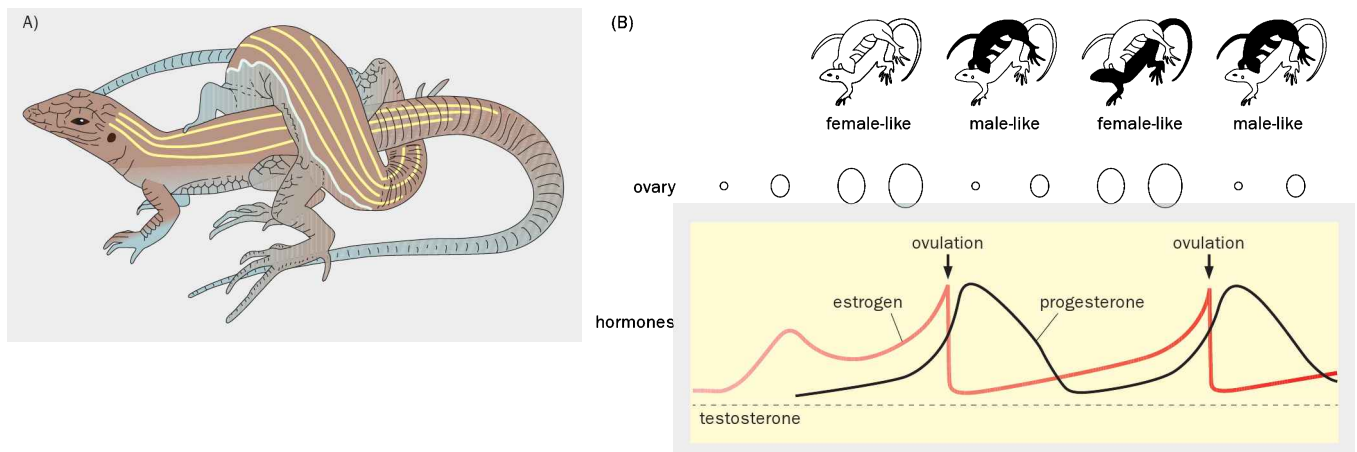 A)
(B)
female-like male-like female-like male-like
ovary
ovulation ovulation
estrogen progesterone
hormones
testosterone